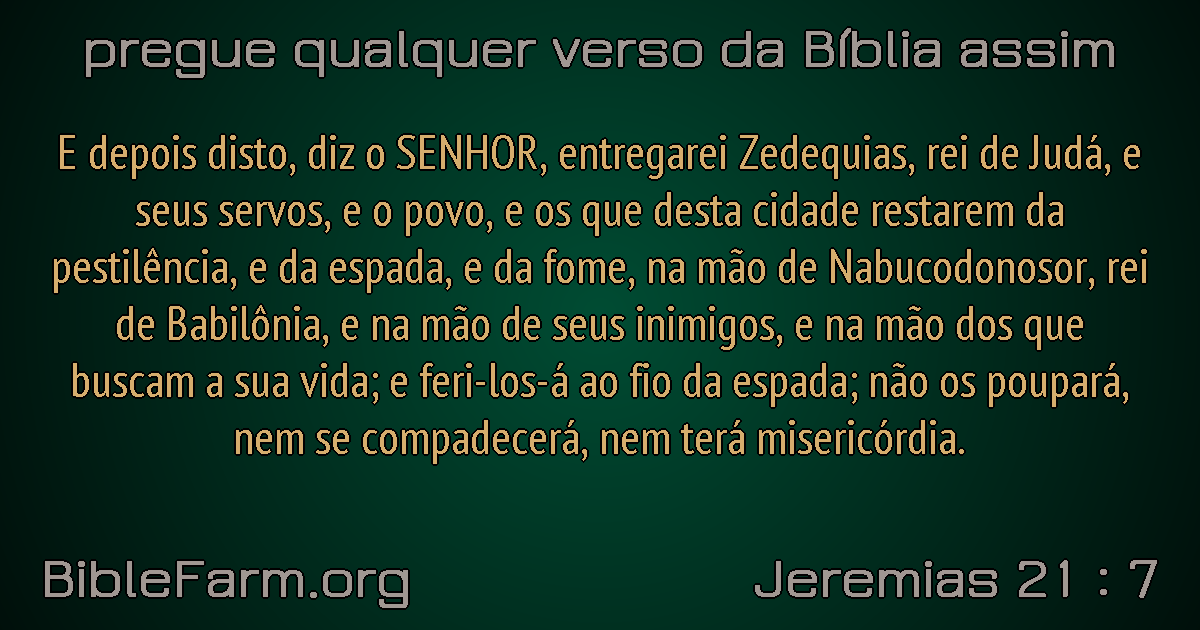 pregue qualquer verso da Bíblia assim
E depois disto, diz o SENHOR, entregarei Zedequias, rei de Judá, e
seus servos, e o povo, e os que desta cidade restarem da
pestilência, e da espada, e da fome, na mão de Nabucodonosor, rei
de Babilônia, e na mão de seus inimigos, e na mão dos que
buscam a sua vida; e feri-los-á ao fio da espada; não os poupará,
nem se compadecerá, nem terá misericórdia.
BibleFarm.org
Jeremias 21 : 7